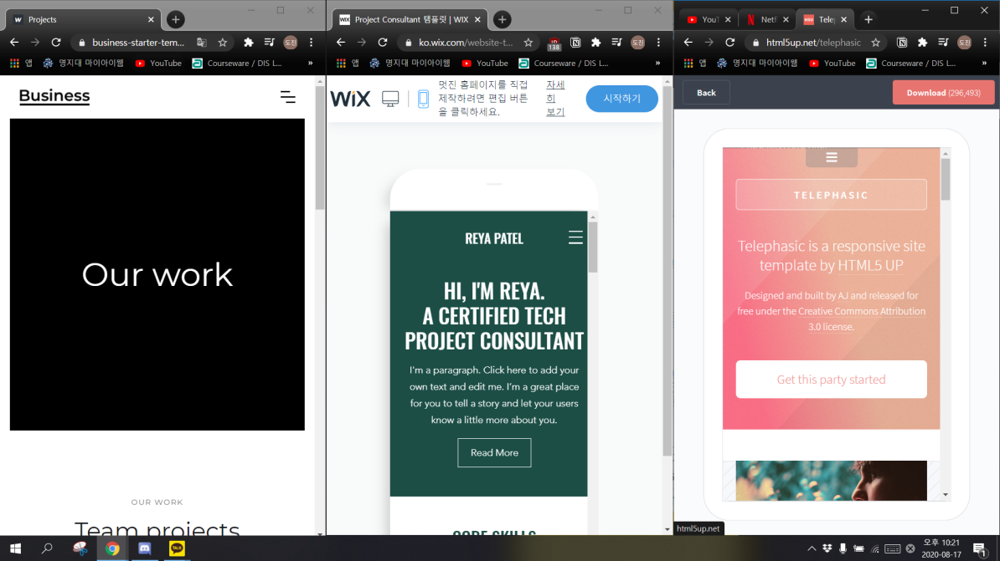 Projects
business-starter-tem...
앱
명지대 마이아이웹
YouTube
Courseware / DIS L...
»
Business
Our work
OUR WORK
Team projects
WIX
Project Consultant 템플릿 | WIX
ko.wix.com/website-t...
138
도진
앱
명지대 마이아이웹
YouTube
Courseware / DIS L...
»
WiX
멋진 홈페이지를 직접
제작하려면 편집 버튼
을 클릭하세요.
자세
히
보기
시작하기
REYA PATEL
HI, I'M REYA.
A CERTIFIED TECH
PROJECT CONSULTANT
I'm a paragraph. Click here to add your
own text and edit me. I'm a great place
for you to tell a story and let your users
know a little more about you.
Read More
CORE SKILLS
YouT
Netf
Telep
html5up.net/telephasic
도진
앱
명지대 마이아이웹
YouTube
Courseware / DIS L...
»
Back
Download (296,493)
TELEPHASIC
Telephasic is a responsive site
template by HTML5 UP
Designed and built by AJ and released for
free under the Creative Commons Attribution
3.0 license.
Get this party started
html5up.net
TALK
오후 10:21
2020-08-17
1